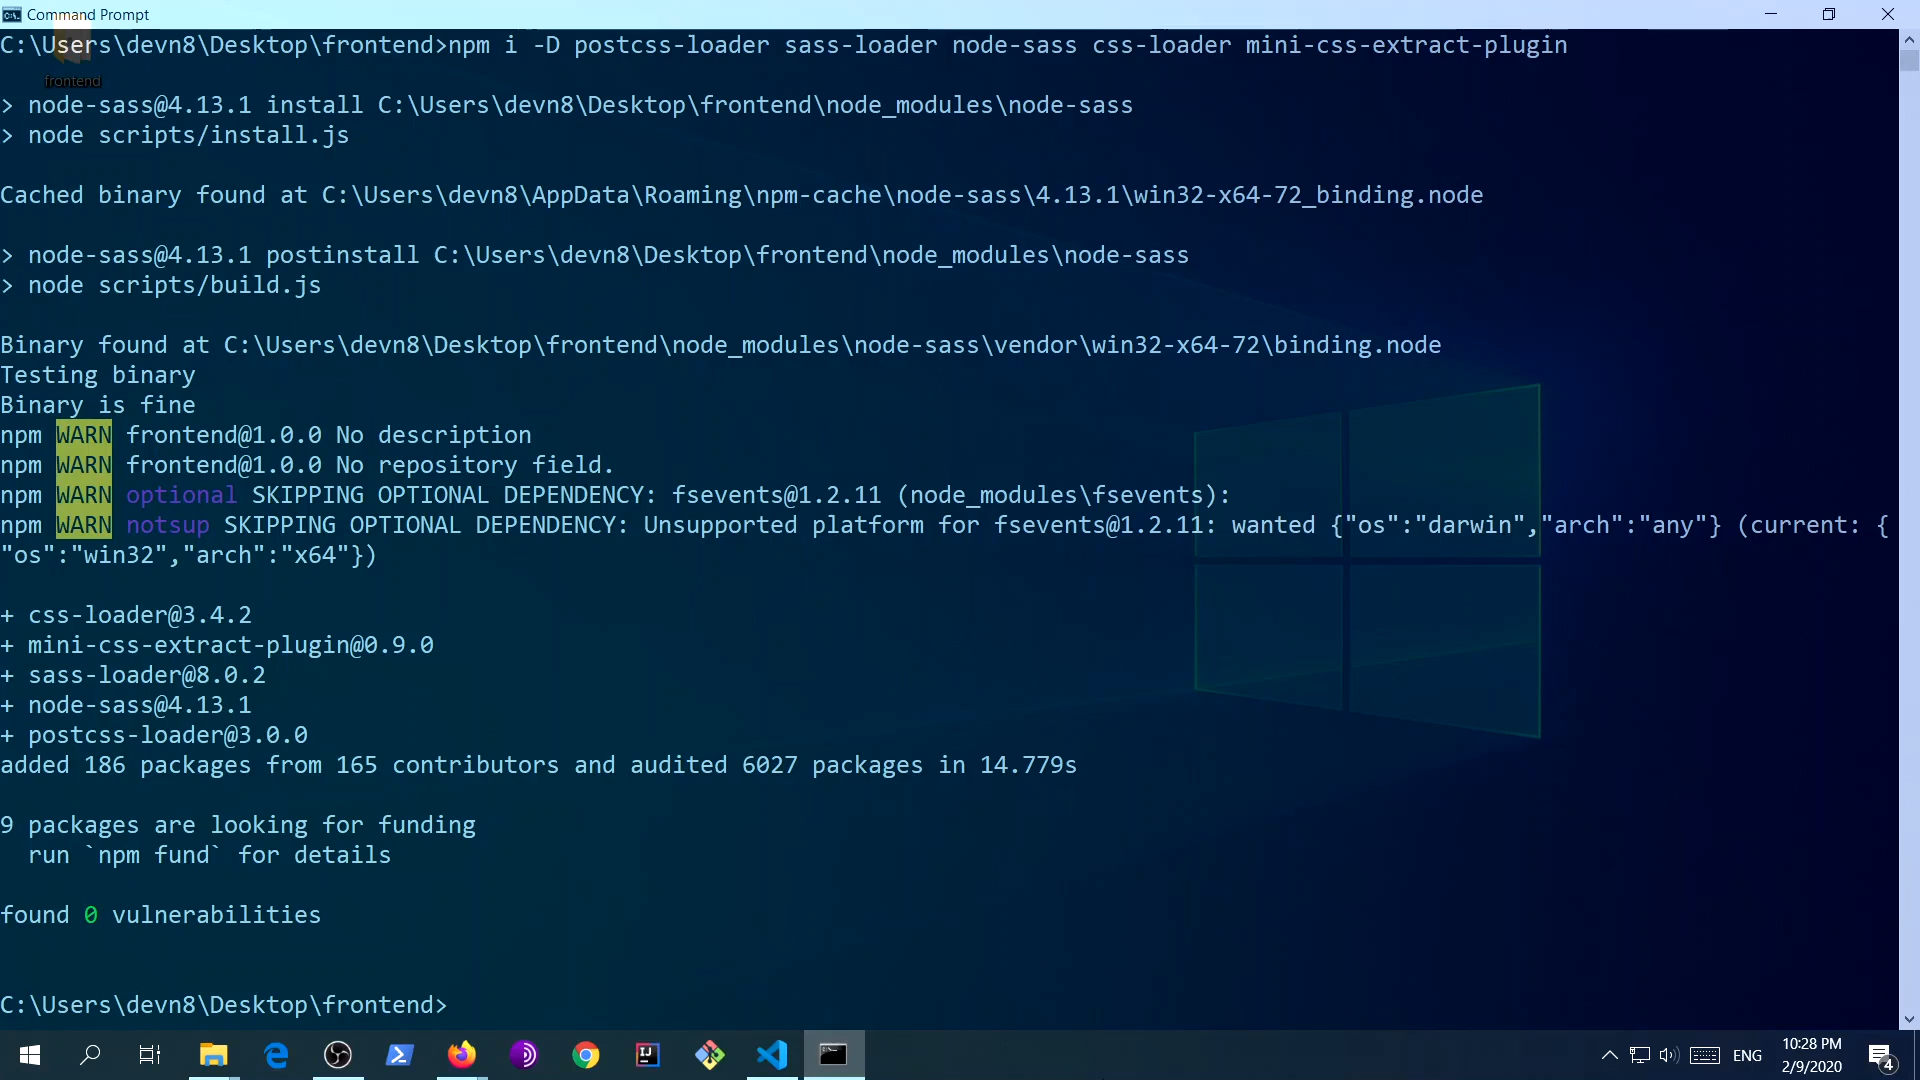 Command Prompt
C:\Users\devn8\Desktop\frontend>npm i -D postcss-loader sass-loader node-sass css-loader mini-css-extract-plugin
frontend
> node-sass@4.13.1 install C:\Users\devn8\Desktop\frontend\node_modules\node-sass
> node scripts/install.js
Cached binary found at C:\Users\devn8\AppData\Roaming\npm-cache\node-sass\4.13.1\win32-x64-72_binding.node
> node-sass@4.13.1 postinstall C:\Users\devn8\Desktop\frontend\node_modules\node-sass
> node scripts/build.js
Binary found at C:\Users\devn8\Desktop\frontend\node_modules\node-sass\vendor\win32-x64-72\binding.node
Testing binary
Binary is fine
npm WARN frontend@1.0.0 No description
npm WARN frontend@1.0.0 No repository field.
npm WARN optional SKIPPING OPTIONAL DEPENDENCY: fsevents@1.2.11 (node_modules\fsevents):
npm WARN notsup SKIPPING OPTIONAL DEPENDENCY: Unsupported platform for fsevents@1.2.11: wanted {"os":"darwin","arch":"any"} (current: {
"os":"win32","arch":"x64"})
+ css-loader@3.4.2
+ mini-css-extract-plugin@0.9.0
+ sass-loader@8.0.2
+ node-sass@4.13.1
+ postcss-loader@3.0.0
added 186 packages from 165 contributors and audited 6027 packages in 14.779s
9 packages are looking for funding
run `npm fund` for details
found 0 vulnerabilities
C:\Users\devn8\Desktop\frontend>
ENG
10:28 PM
2/9/2020
4